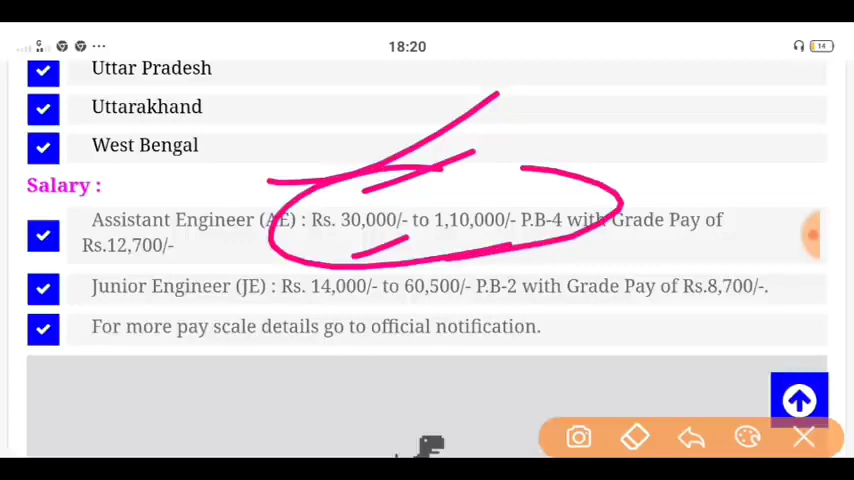 G
18:20
14
Uttar Pradesh
Uttarakhand
West Bengal
Salary :
Assistant Engineer (AE) : Rs. 30,000/- to 1,10,000/- P.B-4 with Grade Pay of
Rs.12,700/-
Junior Engineer (JE) : Rs. 14,000/- to 60,500/- P.B-2 with Grade Pay of Rs.8,700/-.
For more pay scale details go to official notification.